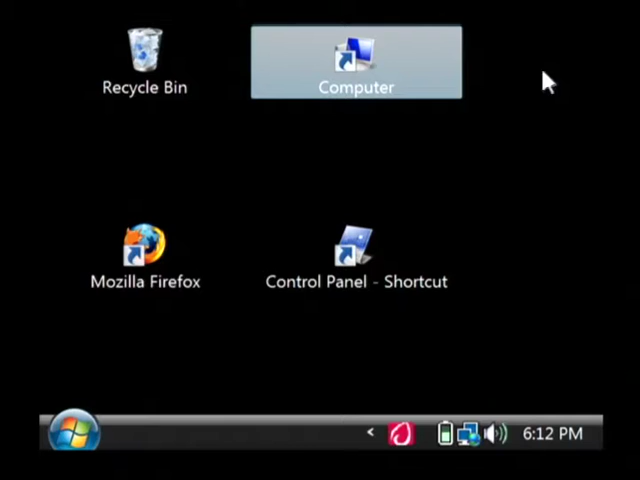 Recycle Bin
Computer
Mozilla Firefox
Control Panel - Shortcut
6:12 PM